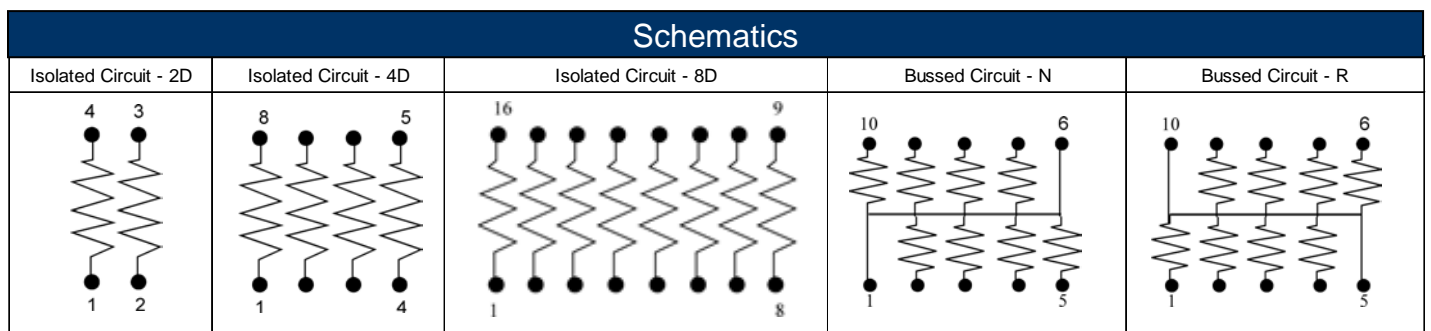 Schematics
Isolated Circuit - 2D
Isolated Circuit - 4D
Isolated Circuit - 8D
Bussed Circuit - N
Bussed Circuit - R
4 3
1 2
8 5
1 4
16 9
1 8
10 6
1 5
10 6
1 5